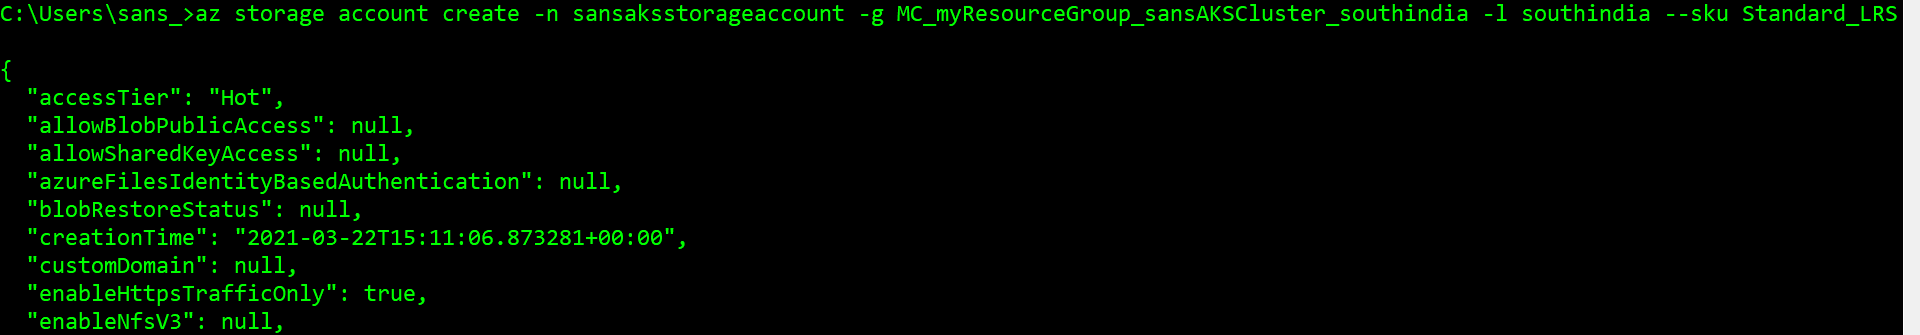 C:\Users\sans_>az storage account create -n sansaksstorageaccount -g MC_myResourceGroup_sansAKSCluster_southindia -l southindia --sku Standard_LRS
{
  "accessTier": "Hot",
  "allowBlobPublicAccess": null,
  "allowSharedKeyAccess": null,
  "azureFilesIdentityBasedAuthentication": null,
  "blobRestoreStatus": null,
  "creationTime": "2021-03-22T15:11:06.873281+00:00",
  "customDomain": null,
  "enableHttpsTrafficOnly": true,
  "enableNfsV3": null,